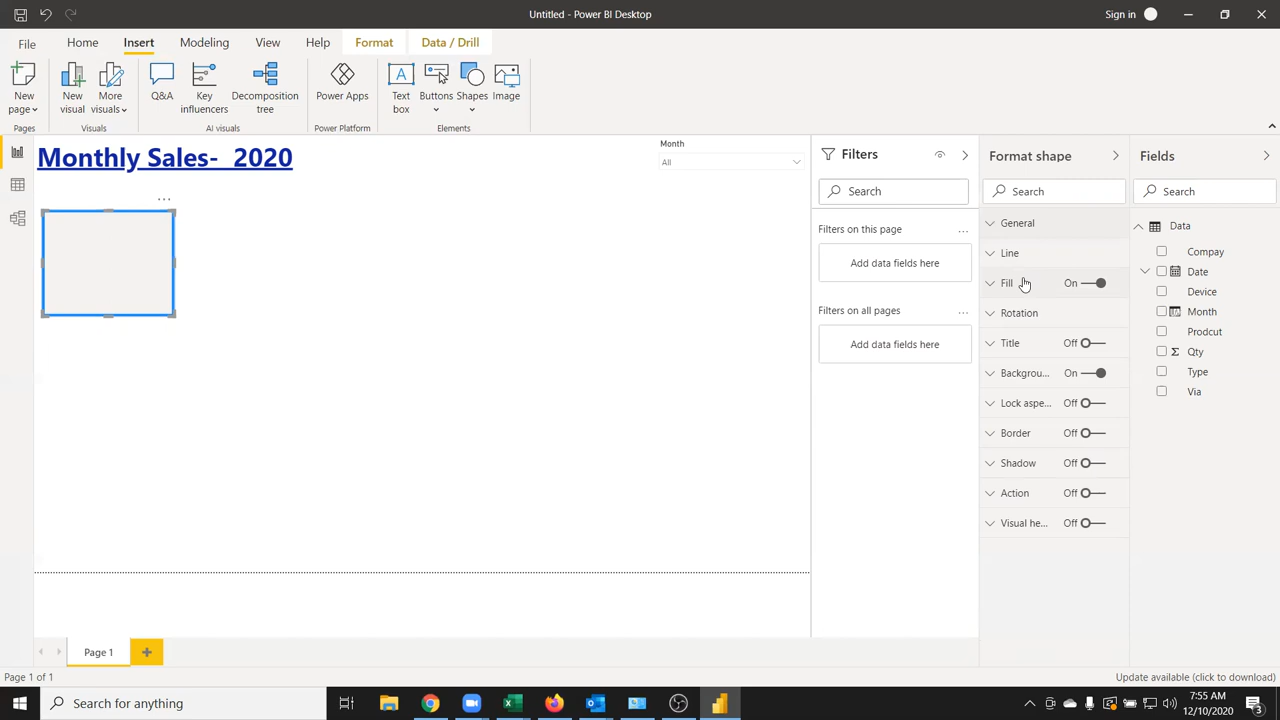 Untitled - Power BI Desktop
Sign in
File
Home
Insert
Modeling
View
Help
Format
Data / Drill
New page
New visual
More visuals
Q&A
Key influencers
Decomposition tree
Power Apps
Text box
Buttons
Shapes
Image
Pages
Visuals
AI visuals
Power Platform
Elements
Monthly Sales-  2020
Month
All
Filters
Search
Filters on this page
...
Add data fields here
Filters on all pages
...
Add data fields here
Format shape
Search
General
Line
Fill On
Rotation
Title Off
Backgrou... On
Lock aspe... Off
Border Off
Shadow Off
Action Off
Visual he... Off
Fields
Search
Data
Compay
Date
Device
Month
Prodcut
Qty
Type
Via
Page 1
Page 1 of 1
Update available (click to download)
Search for anything
7:55 AM
12/10/2020
3